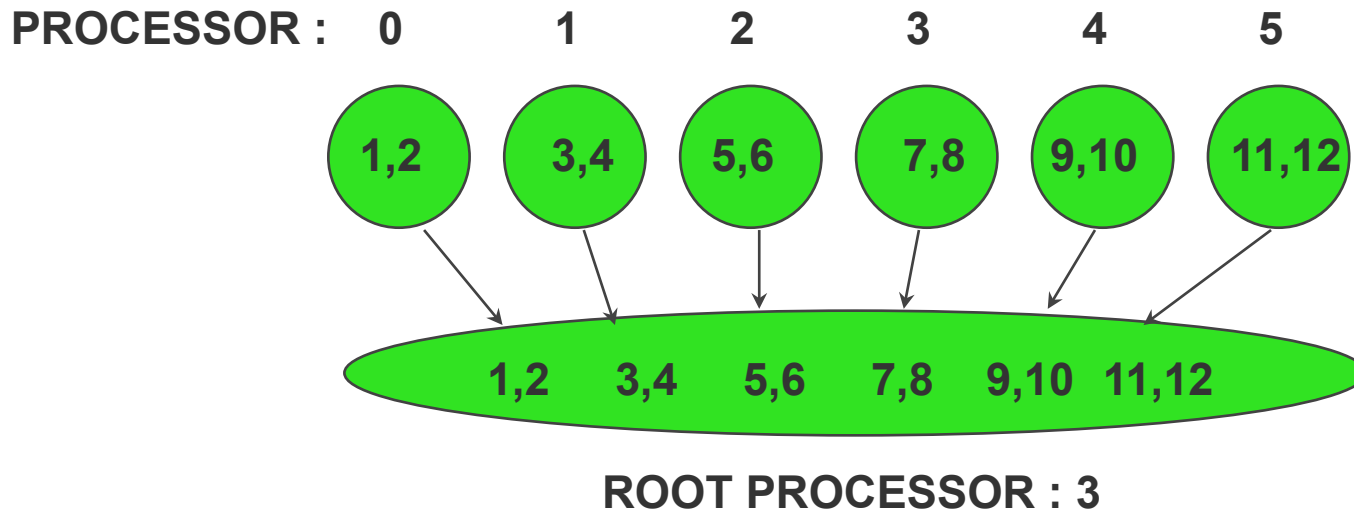 PROCESSOR : 0 1 2 3 4 5
1,2 3,4 5,6 7,8 9,10 11,12
1,2 3,4 5,6 7,8 9,10 11,12
ROOT PROCESSOR : 3